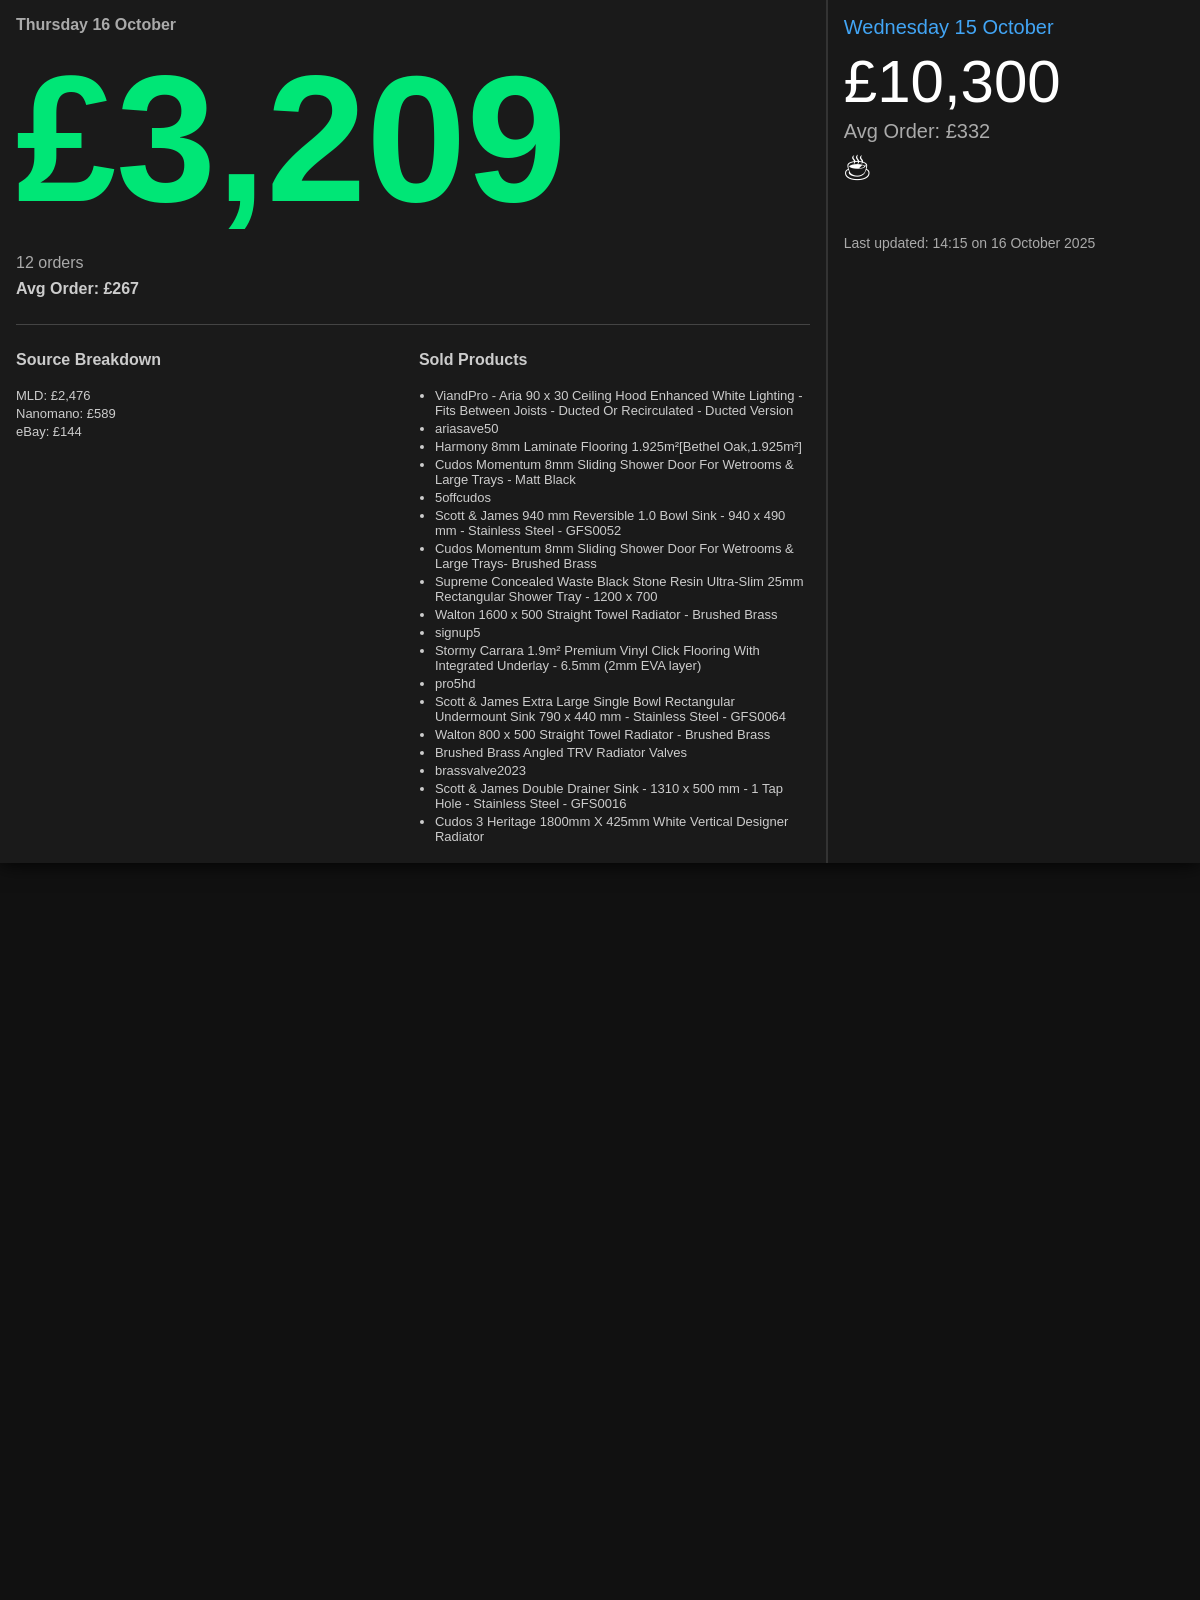 Thursday 16 October
£3,209
12 orders
Avg Order: £267
Source Breakdown
MLD: £2,476
Nanomano: £589
eBay: £144
Sold Products
• ViandPro - Aria 90 x 30 Ceiling Hood Enhanced White Lighting -
Fits Between Joists - Ducted Or Recirculated - Ducted Version
• ariasave50
• Harmony 8mm Laminate Flooring 1.925m²[Bethel Oak,1.925m²]
• Cudos Momentum 8mm Sliding Shower Door For Wetrooms &
Large Trays - Matt Black
• 5offcudos
• Scott & James 940 mm Reversible 1.0 Bowl Sink - 940 x 490
mm - Stainless Steel - GFS0052
• Cudos Momentum 8mm Sliding Shower Door For Wetrooms &
Large Trays- Brushed Brass
• Supreme Concealed Waste Black Stone Resin Ultra-Slim 25mm
Rectangular Shower Tray - 1200 x 700
• Walton 1600 x 500 Straight Towel Radiator - Brushed Brass
• signup5
• Stormy Carrara 1.9m² Premium Vinyl Click Flooring With
Integrated Underlay - 6.5mm (2mm EVA layer)
• pro5hd
• Scott & James Extra Large Single Bowl Rectangular
Undermount Sink 790 x 440 mm - Stainless Steel - GFS0064
• Walton 800 x 500 Straight Towel Radiator - Brushed Brass
• Brushed Brass Angled TRV Radiator Valves
• brassvalve2023
• Scott & James Double Drainer Sink - 1310 x 500 mm - 1 Tap
Hole - Stainless Steel - GFS0016
• Cudos 3 Heritage 1800mm X 425mm White Vertical Designer
Radiator
Wednesday 15 October
£10,300
Avg Order: £332
☕
Last updated: 14:15 on 16 October 2025